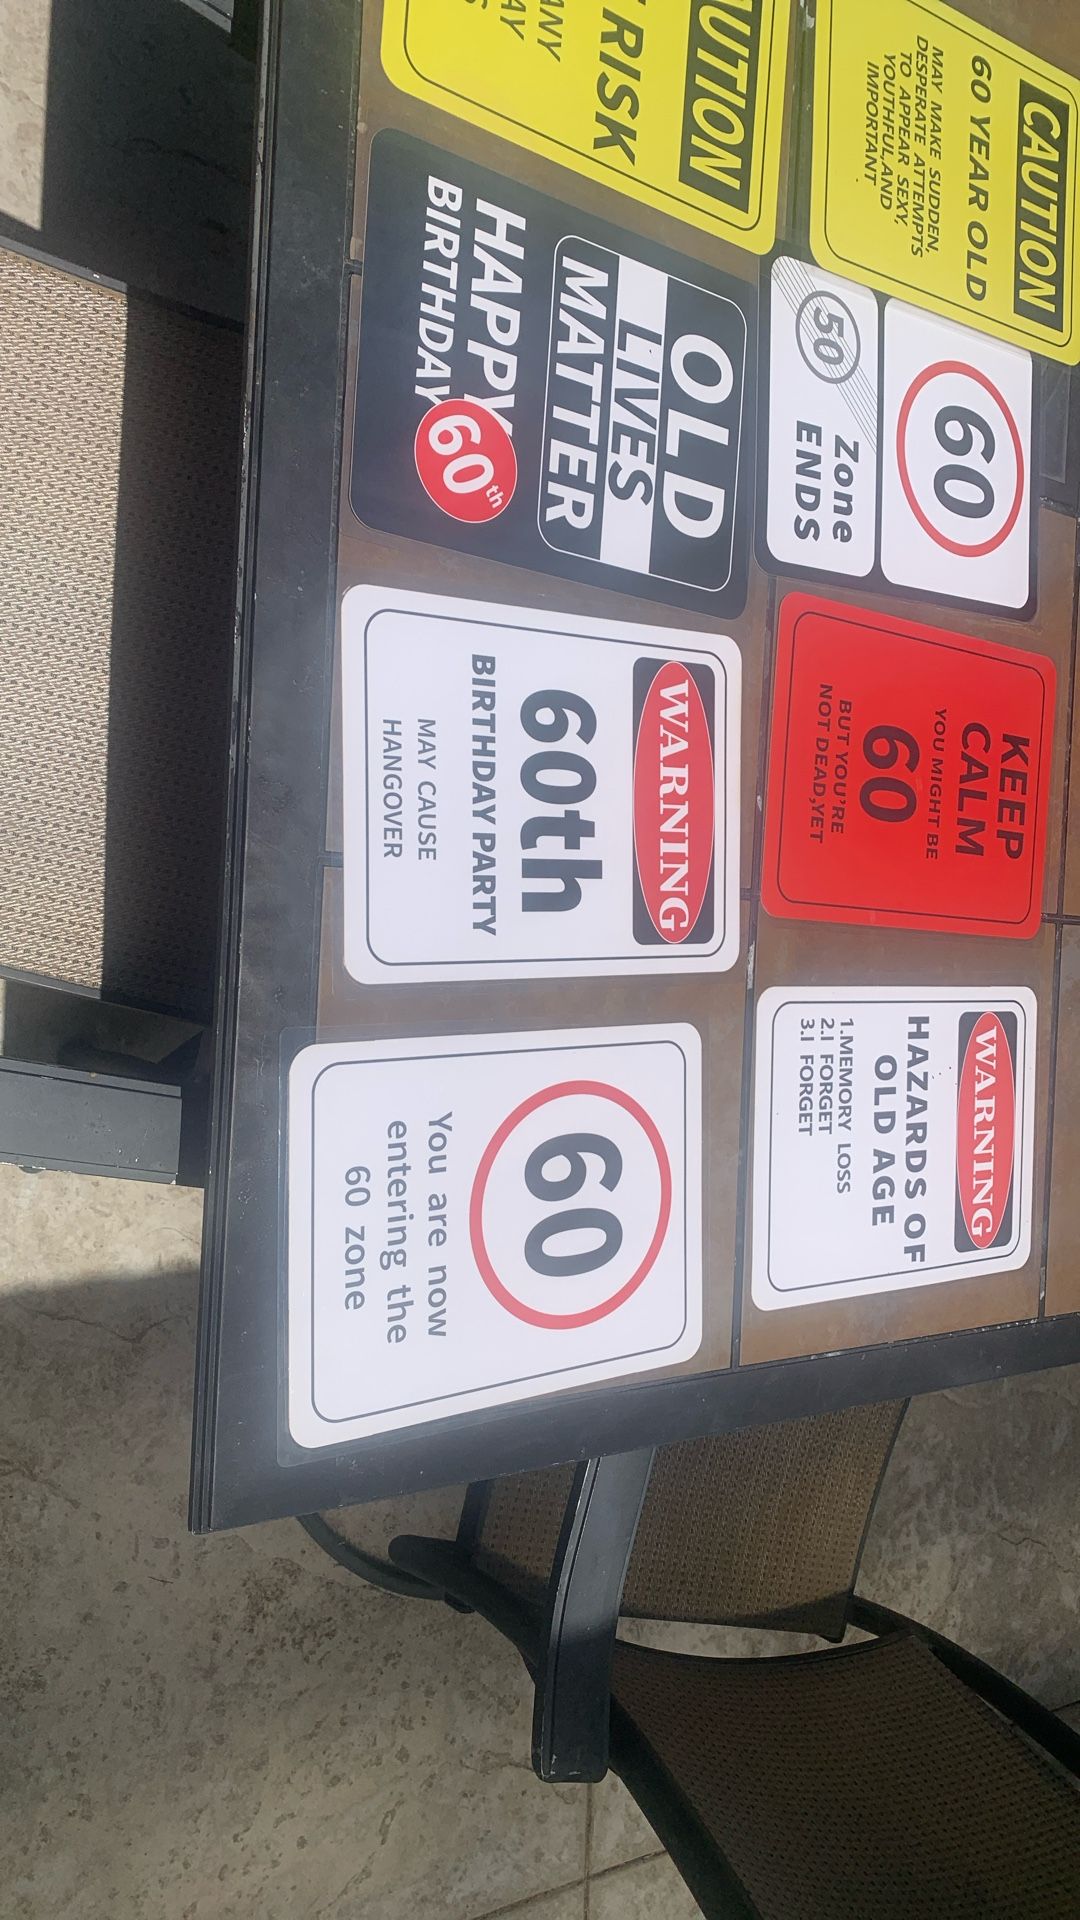 CAUTION
60 YEAR OLD
MAY MAKE SUDDEN,
DESPERATE ATTEMPTS
TO APPEAR SEXY,
YOUTHFUL,AND
IMPORTANT
UTION
RISK
ANY
AY
S
60
50
Zone
ENDS
OLD
LIVES
MATTER
HAPPY
BIRTHDAY
60th
KEEP
CALM
YOU MIGHT BE
60
BUT YOU'RE
NOT DEAD,YET
WARNING
60th
BIRTHDAY PARTY
MAY CAUSE
HANGOVER
WARNING
HAZARDS OF
OLD AGE
1.MEMORY LOSS
2.I FORGET
3.I FORGET
60
You are now
entering the
60 zone